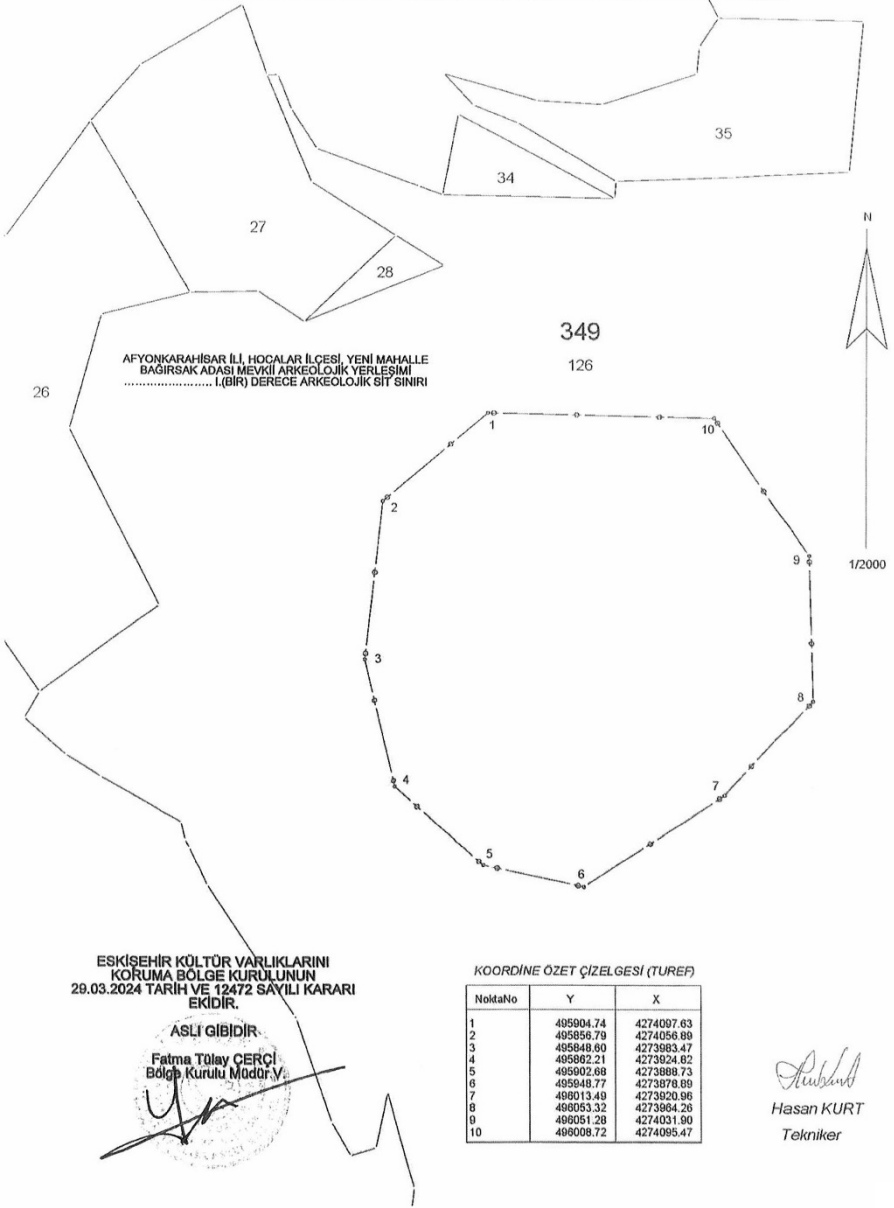 35
34
27
28
N
349
126
AFYONKARAHİSAR İLİ, HOCALAR İLÇESİ, YENİ MAHALLE
BAĞIRSAK ADASI MEVKİİ ARKEOLOJİK YERLEŞİMİ
...................... I.(BİR) DERECE ARKEOLOJİK SİT SINIRI
26
1
10
2
9
1/2000
3
8
4
7
5
6
ESKİŞEHİR KÜLTÜR VARLIKLARINI
KORUMA BÖLGE KURULUNUN
29.03.2024 TARİH VE 12472 SAYILI KARARI
EKİDİR.
ASLI GİBİDİR
Fatma Tülay ÇERÇİ
Bölge Kurulu Müdür V.
KOORDİNE ÖZET ÇİZELGESİ (TUREF)
NoktaNo Y X
1 495904.74 4274097.63
2 495856.79 4274056.89
3 495848.60 4273983.47
4 495862.21 4273924.82
5 495902.68 4273888.73
6 495948.77 4273878.89
7 496013.49 4273920.96
8 496053.32 4273964.26
9 496051.28 4274031.90
10 496008.72 4274095.47
Hasan KURT
Tekniker